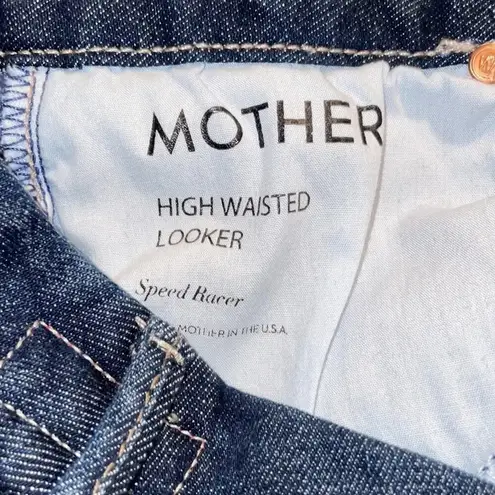 MOTHER
HIGH WAISTED
LOOKER
Speed Racer
MOTHER IN THE U.S.A.